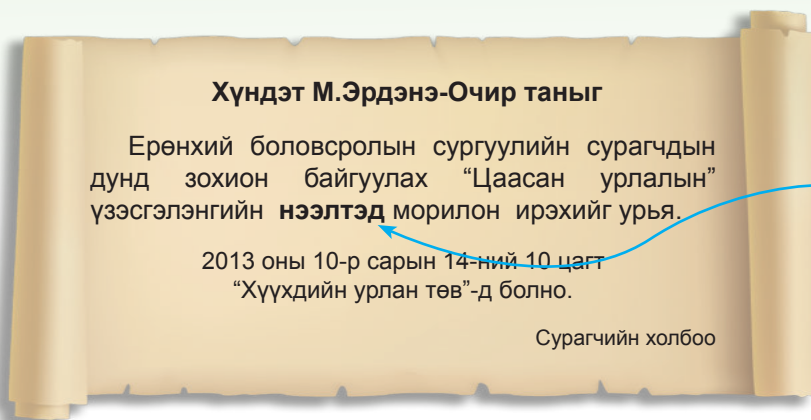 Хүндэт М.Эрдэнэ-Очир таныг
Ерөнхий боловсролын сургуулийн сурагчдын
дунд зохион байгуулах “Цаасан урлалын”
үзэсгэлэнгийн нээлтэд морилон ирэхийг урья.
2013 оны 10-р сарын 14-ний 10 цагт
“Хүүхдийн урлан төв”-д болно.
Сурагчийн холбоо